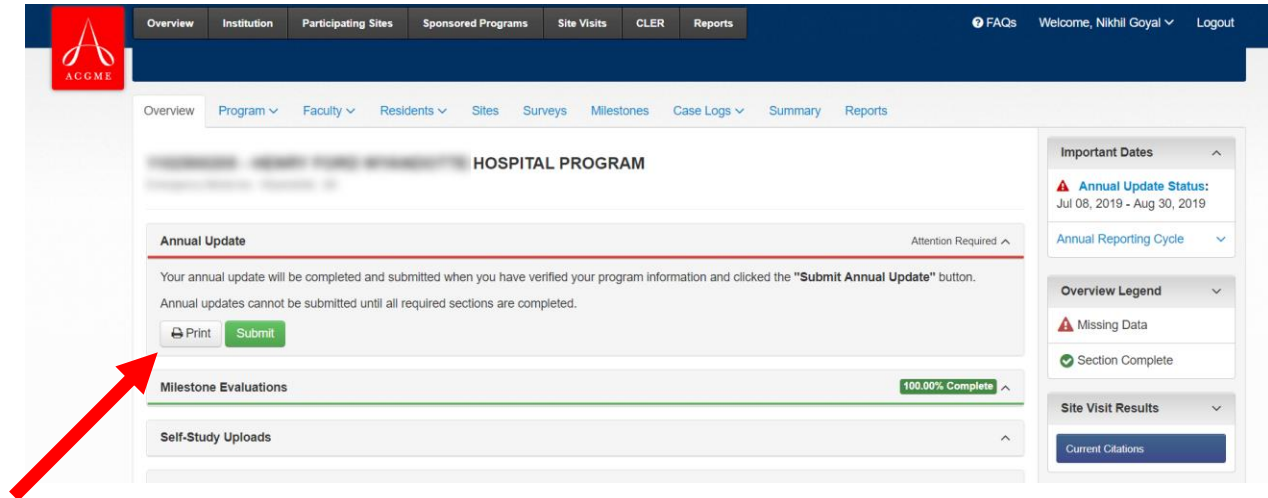 Overview Institution Participating Sites Sponsored Programs Site Visits CLER Reports FAQs Welcome, Nikhil Goyal Logout
ACGME
Overview Program Faculty Residents Sites Surveys Milestones Case Logs Summary Reports
HOSPITAL PROGRAM
Annual Update Attention Required
Your annual update will be completed and submitted when you have verified your program information and clicked the "Submit Annual Update" button.
Annual updates cannot be submitted until all required sections are completed.
Print Submit
Milestone Evaluations 100.00% Complete
Self-Study Uploads
Important Dates
Annual Update Status:
Jul 08, 2019 - Aug 30, 2019
Annual Reporting Cycle
Overview Legend
Missing Data
Section Complete
Site Visit Results
Current Citations